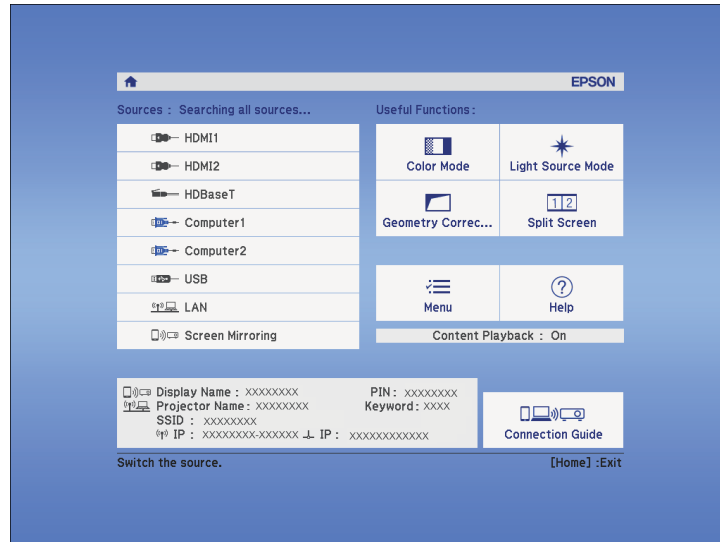 EPSON
Sources : Searching all sources...
HDMI1
HDMI2
HDBaseT
Computer1
Computer2
USB
LAN
Screen Mirroring
Useful Functions :
Color Mode
Light Source Mode
Geometry Correc...
1 2
Split Screen
Menu
? 
Help
Content Playback : On
Display Name : XXXXXXXX PIN : XXXXXXXX
Projector Name : XXXXXXXX Keyword : XXXX
SSID : XXXXXXXX
IP : XXXXXXXX-XXXXXX IP : XXXXXXXXXXXX
Connection Guide
Switch the source. [Home] :Exit